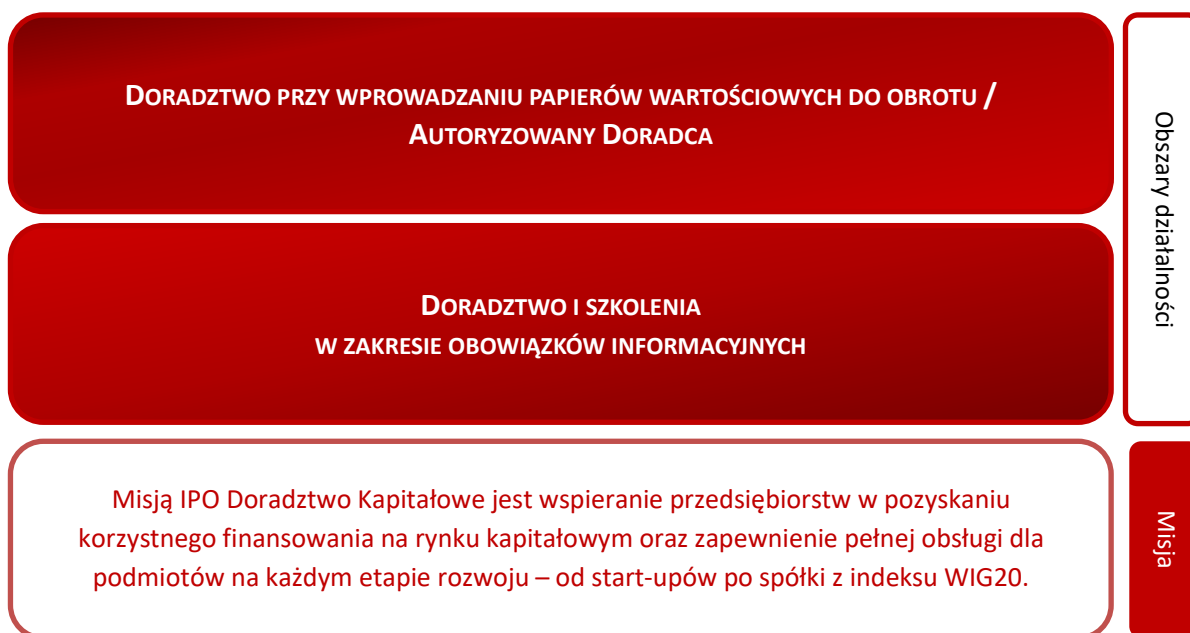 DORADZTWO PRZY WPROWADZANIU PAPIERÓW WARTOŚCIOWYCH DO OBROTU /
AUTORYZOWANY DORADCA
DORADZTWO I SZKOLENIA
W ZAKRESIE OBOWIĄZKÓW INFORMACYJNYCH
Obszary działalności
Misją IPO Doradztwo Kapitałowe jest wspieranie przedsiębiorstw w pozyskaniu
korzystnego finansowania na rynku kapitałowym oraz zapewnienie pełnej obsługi dla
podmiotów na każdym etapie rozwoju – od start-upów po spółki z indeksu WIG20.
Misja